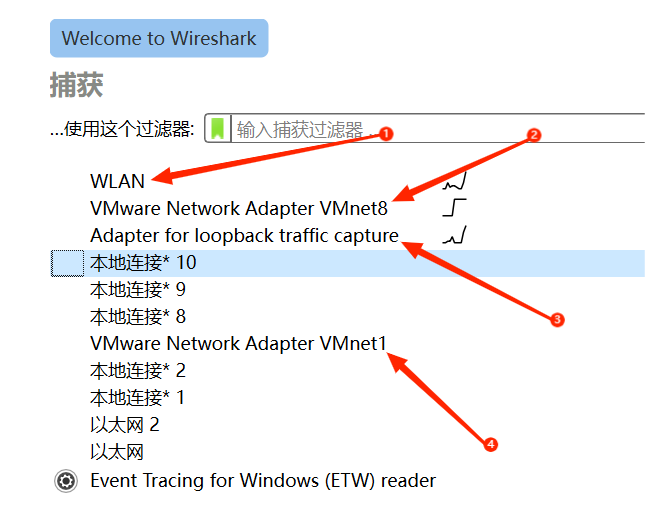 Welcome to Wireshark
捕获
...使用这个过滤器: 输入捕获过滤器 ... 1
2
WLAN
VMware Network Adapter VMnet8
Adapter for loopback traffic capture
本地连接* 10
本地连接* 9
本地连接* 8
3
VMware Network Adapter VMnet1
本地连接* 2
本地连接* 1
以太网 2
4
以太网
Event Tracing for Windows (ETW) reader